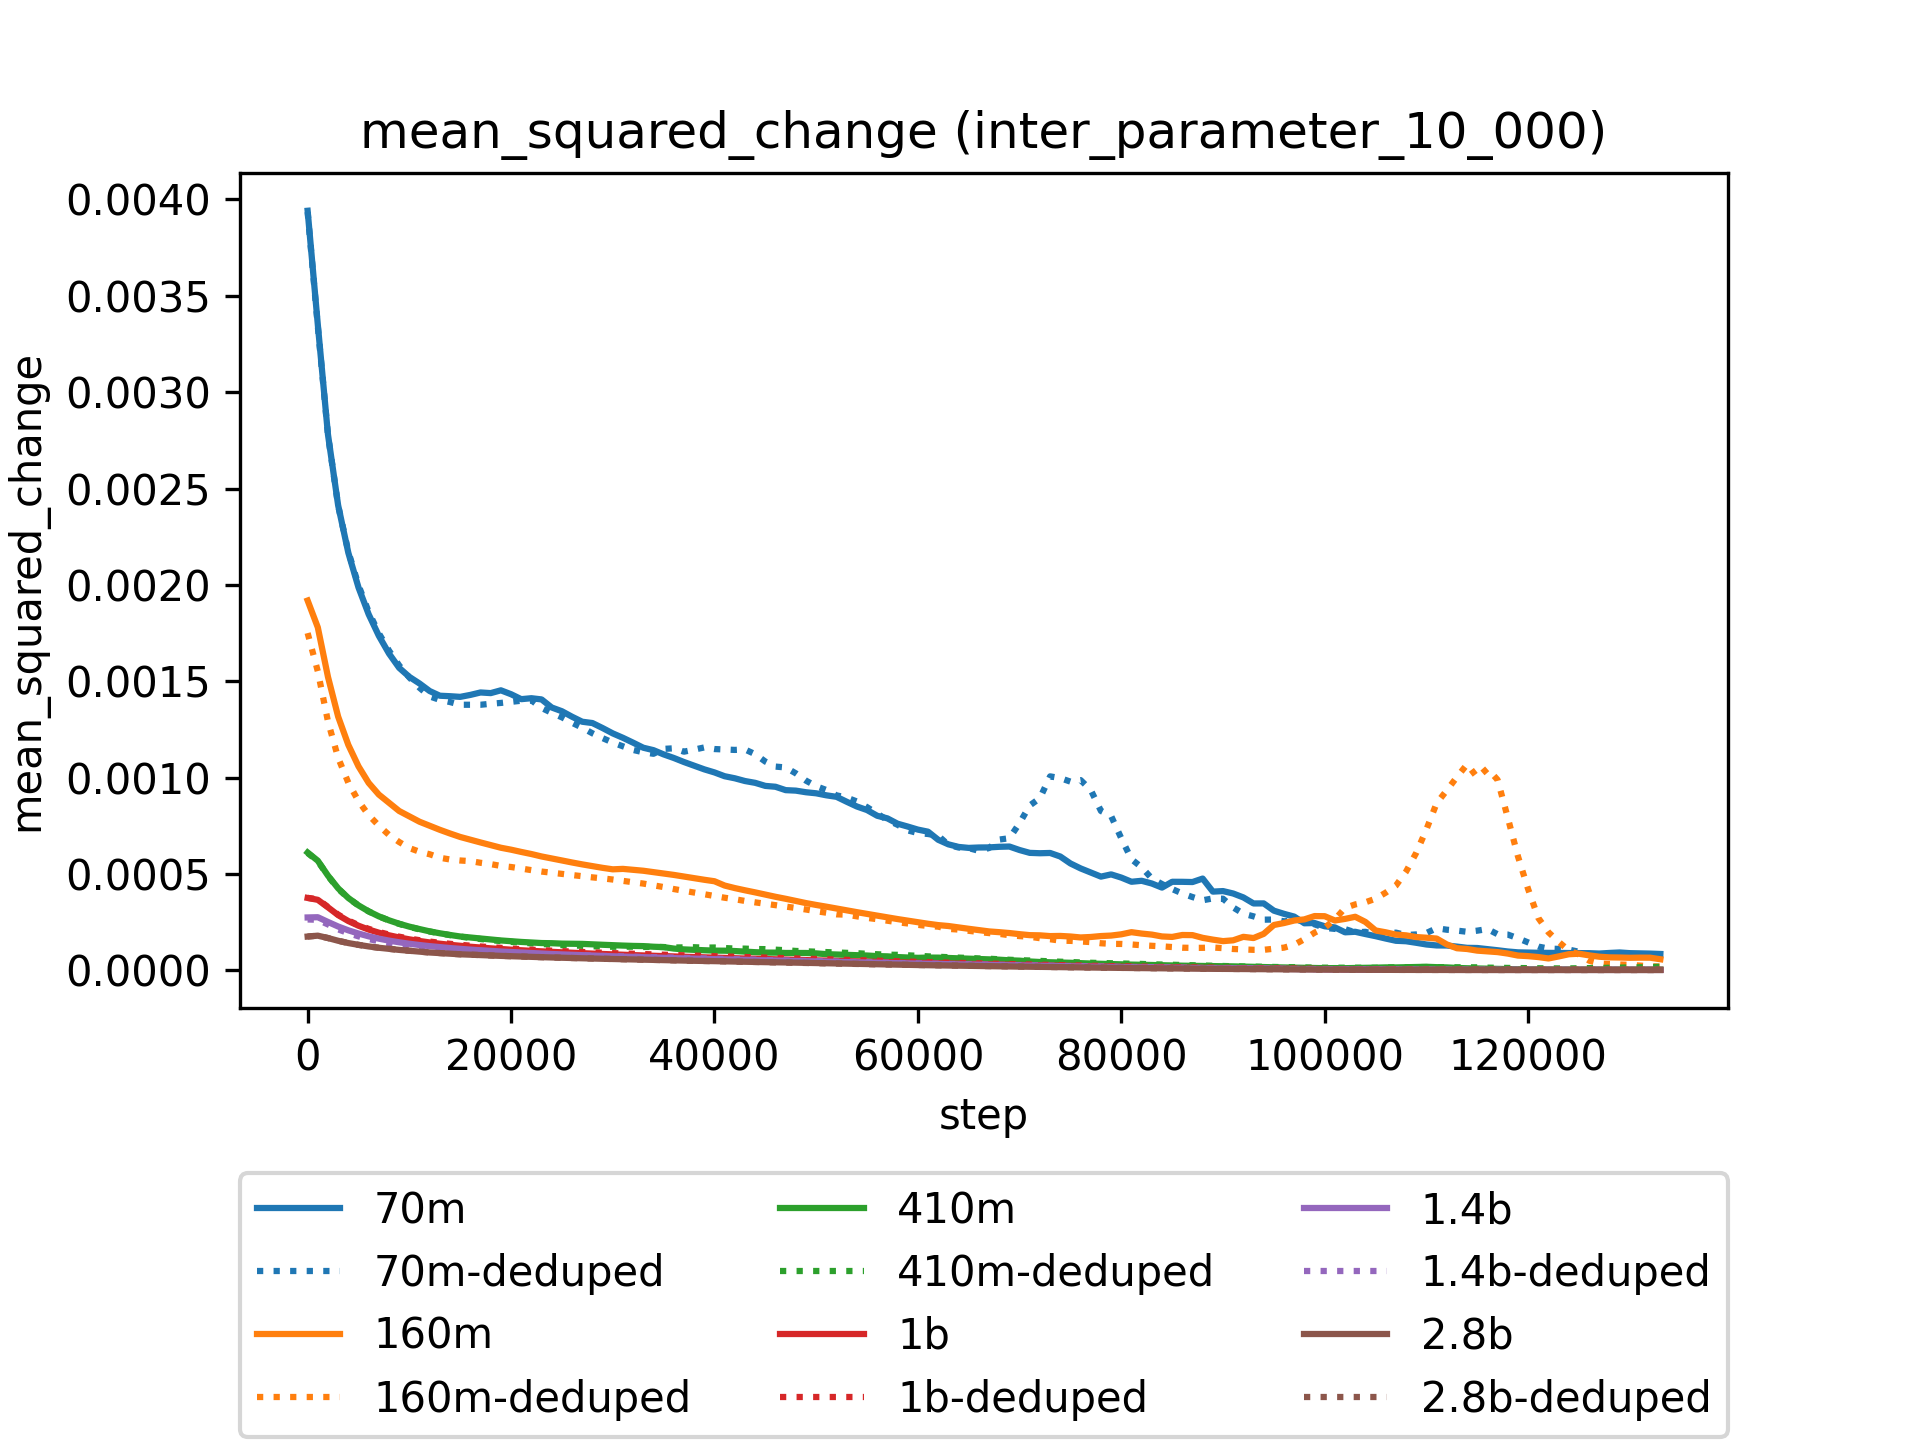 mean_squared_change (inter_parameter_10_000)
0.0040
0.0035
0.0030
0.0025
0.0020
0.0015
0.0010
0.0005
0.0000
mean_squared_change
0 20000 40000 60000 80000 100000 120000
step
70m 410m 1.4b
70m-deduped 410m-deduped 1.4b-deduped
160m 1b 2.8b
160m-deduped 1b-deduped 2.8b-deduped